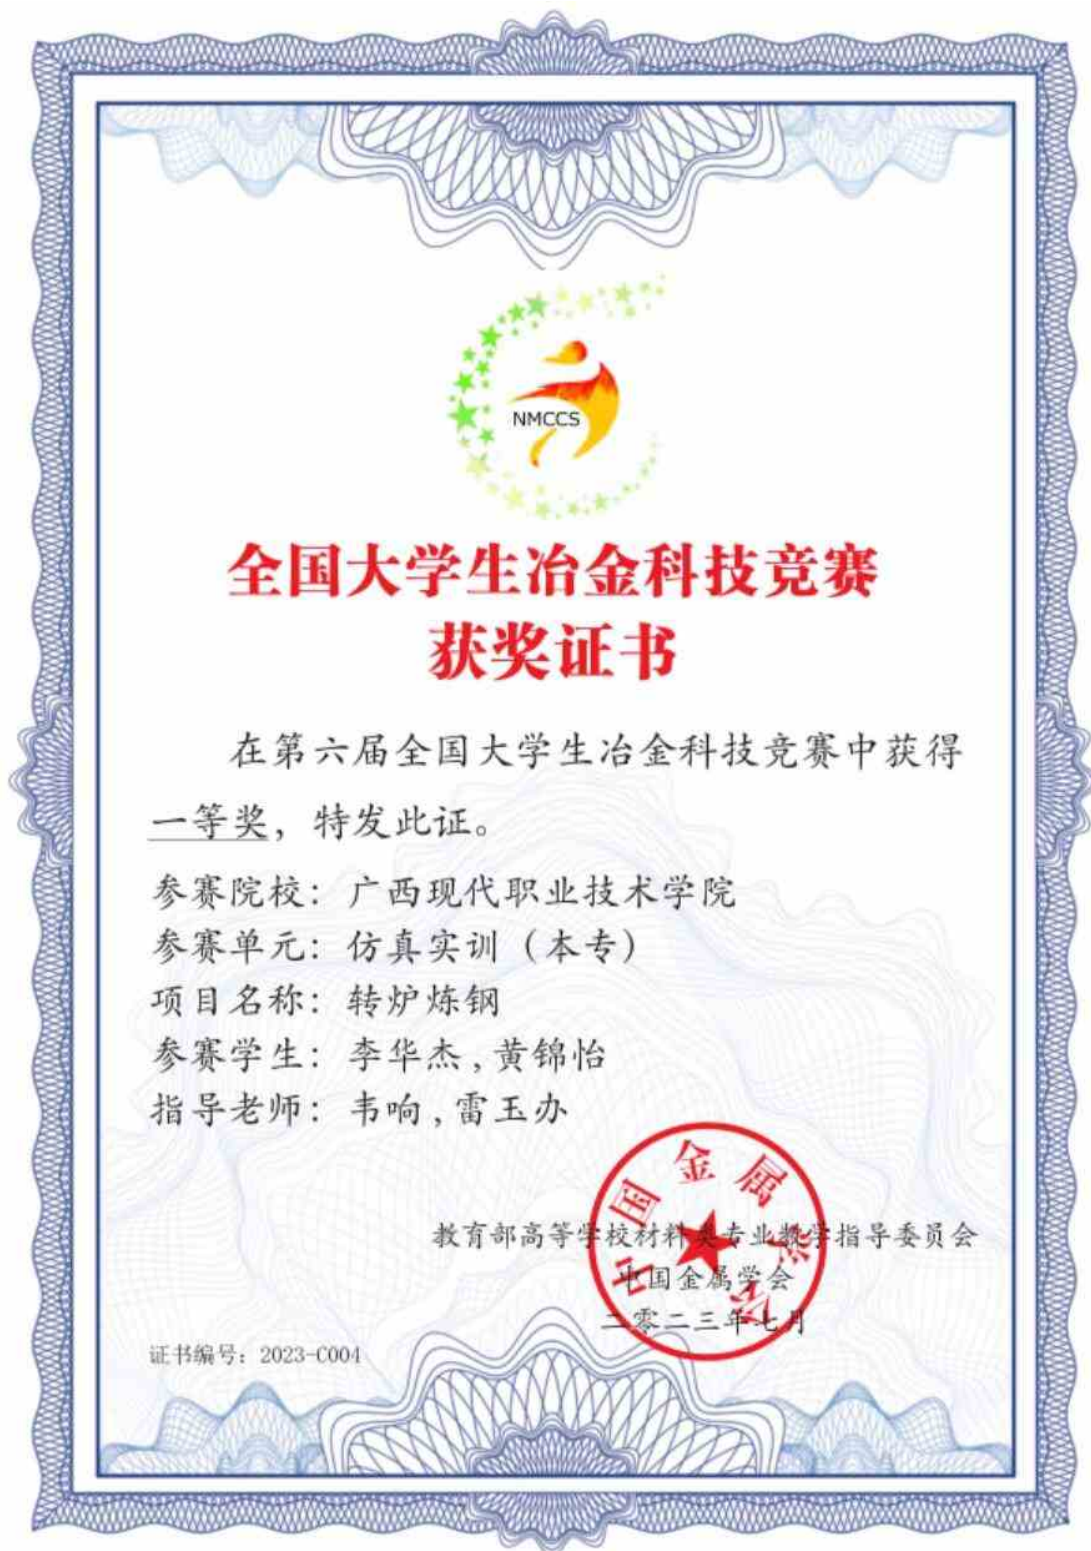 NMCCS
全国大学生冶金科技竞赛
获奖证书
在第六届全国大学生冶金科技竞赛中获得
一等奖，特发此证。
参赛院校：广西现代职业技术学院
参赛单元：仿真实训（本专）
项目名称：转炉炼钢
参赛学生：李华杰,黄锦怡
指导老师：韦响,雷玉办
中国金属学会
教育部高等学校材料类专业教学指导委员会
中国金属学会
二零二三年七月
证书编号：2023-C004